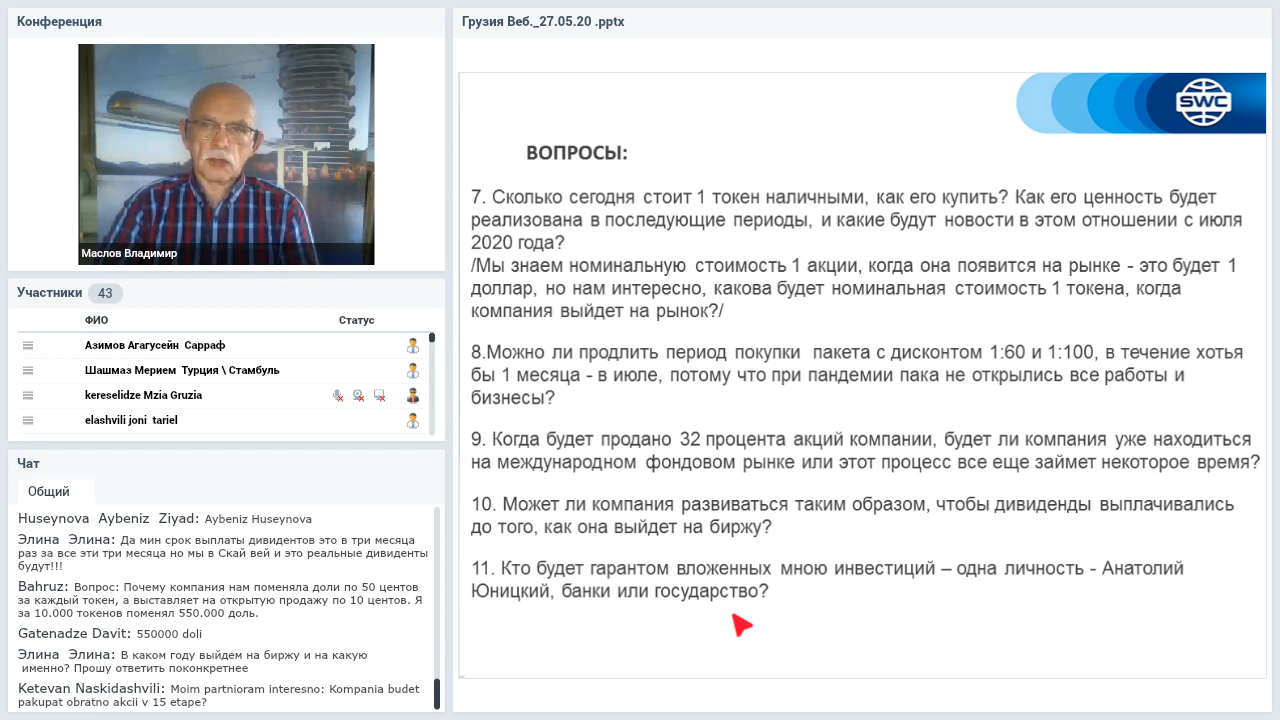 Конференция
Маслов Владимир
Участники 43
ФИО Статус
Азимов Агагусейн Сарраф
Шашмаз Мерием Турция \ Стамбуль
kereselidze Mzia Gruzia
elashvili joni tariel
Чат
Общий
Huseynova Aybeniz Ziyad: Aybeniz Huseynova
Элина Элина: Да мин срок выплаты дивидентов это в три месяца
раз за все эти три месяца но мы в Скай вей и это реальные дивиденты
будут!!!
Bahruz: Вопрос: Почему компания нам поменяла доли по 50 центов
за каждый токен, а выставляет на открытую продажу по 10 центов. Я
за 10.000 токенов поменял 550.000 доль.
Gatenadze Davit: 550000 doli
Элина Элина: В каком году выйдем на биржу и на какую
именно? Прошу ответить поконкретнее
Ketevan Naskidashvili: Moim partnioram interesno: Kompania budet
pakupat obratno akcii v 15 etape?
Грузия Веб._27.05.20 .pptx
SWC
ВОПРОСЫ:
7. Сколько сегодня стоит 1 токен наличными, как его купить? Как его ценность будет
реализована в последующие периоды, и какие будут новости в этом отношении с июля
2020 года?
/Мы знаем номинальную стоимость 1 акции, когда она появится на рынке - это будет 1
доллар, но нам интересно, какова будет номинальная стоимость 1 токена, когда
компания выйдет на рынок?/
8.Можно ли продлить период покупки пакета с дисконтом 1:60 и 1:100, в течение хотья
бы 1 месяца - в июле, потому что при пандемии пака не открылись все работы и
бизнесы?
9. Когда будет продано 32 процента акций компании, будет ли компания уже находиться
на международном фондовом рынке или этот процесс все еще займет некоторое время?
10. Может ли компания развиваться таким образом, чтобы дивиденды выплачивались
до того, как она выйдет на биржу?
11. Кто будет гарантом вложенных мною инвестиций – одна личность - Анатолий
Юницкий, банки или государство?